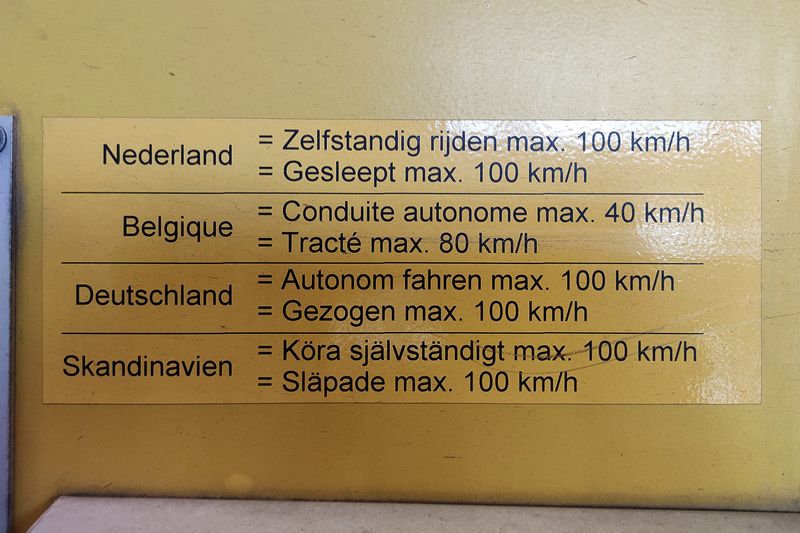 Nederland = Zelfstandig rijden max. 100 km/h
= Gesleept max. 100 km/h
Belgique = Conduite autonome max. 40 km/h
= Tracté max. 80 km/h
Deutschland = Autonom fahren max. 100 km/h
= Gezogen max. 100 km/h
Skandinavien = Köra självständigt max. 100 km/h
= Släpade max. 100 km/h